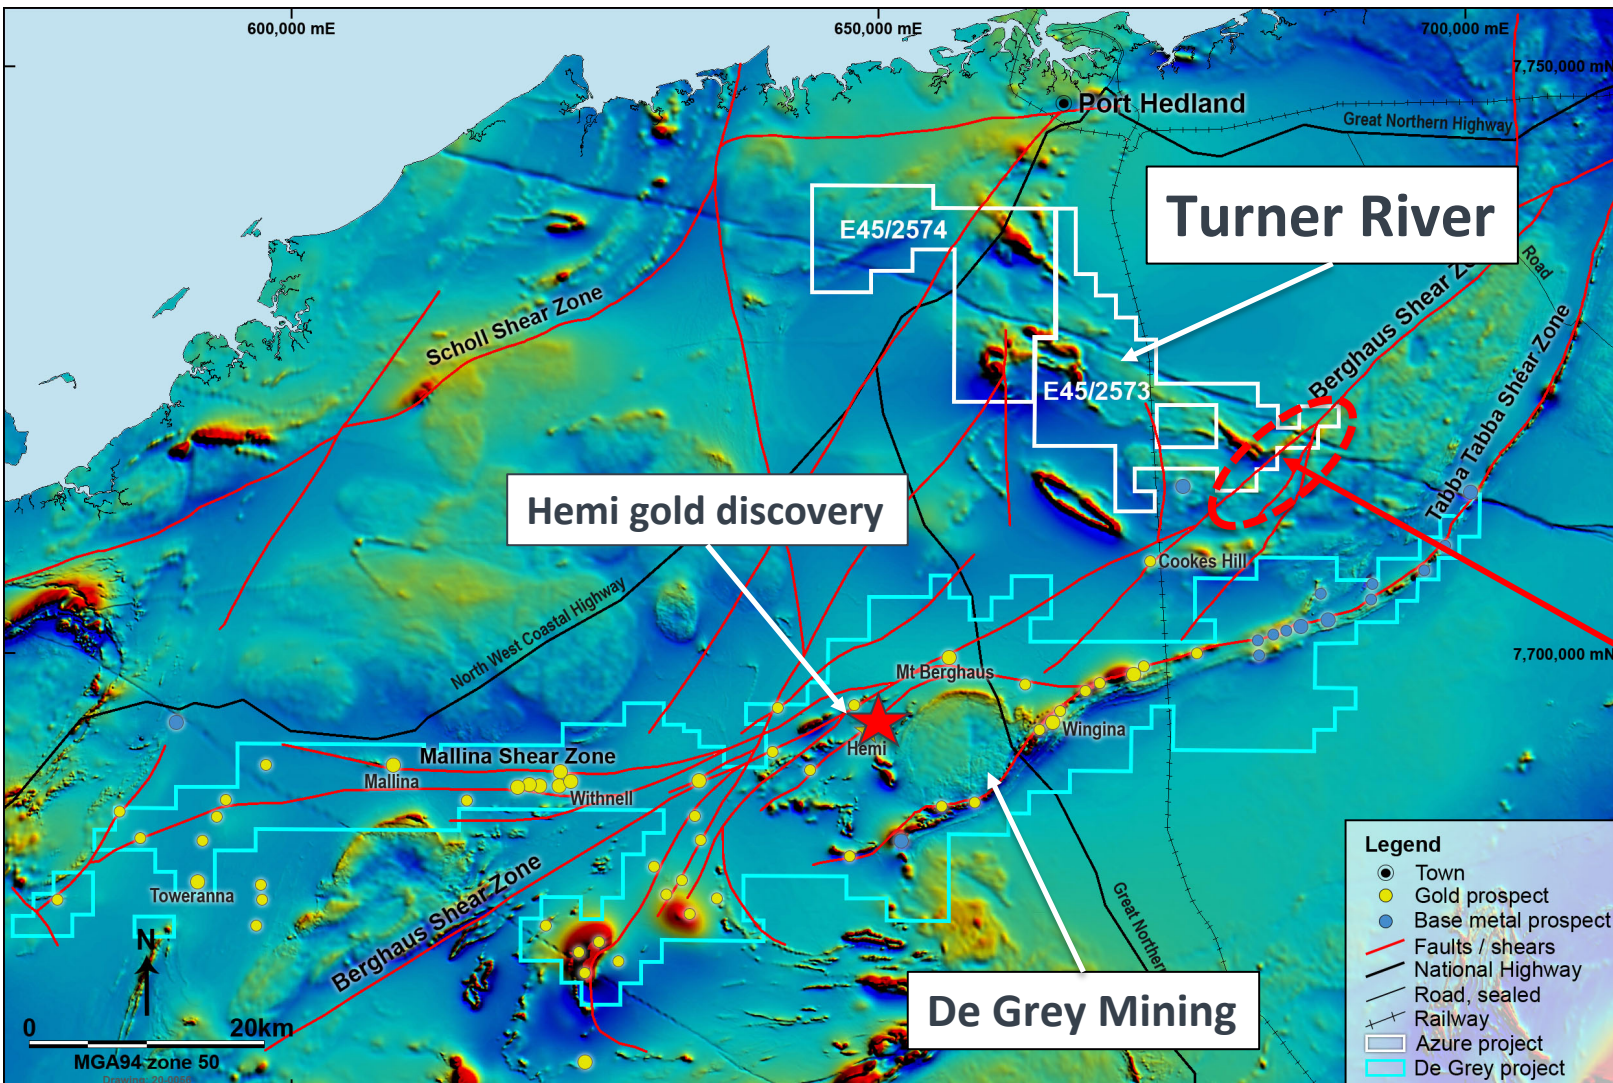 600,000 mE
650,000 mE
700,000 mE
7,750,000 mN
Port Hedland
Great Northern Highway
Turner River
E45/2574
Road
Berghaus Shear Zo
Scholl Shear Zone
E45/2573
Tabba Tabba Shear Zone
Hemi gold discovery
Cookes Hill
North West Coastal Highway
7,700,000 mN
Mt Berghaus
Wingina
Hemi
Mallina Shear Zone
Mallina
Withnell
Toweranna
Berghaus Shear Zone
Great Northern
De Grey Mining
N
0 20km
MGA94 zone 50
Legend
Town
Gold prospect
Base metal prospect
Faults / shears
National Highway
Road, sealed
Railway
Azure project
De Grey project